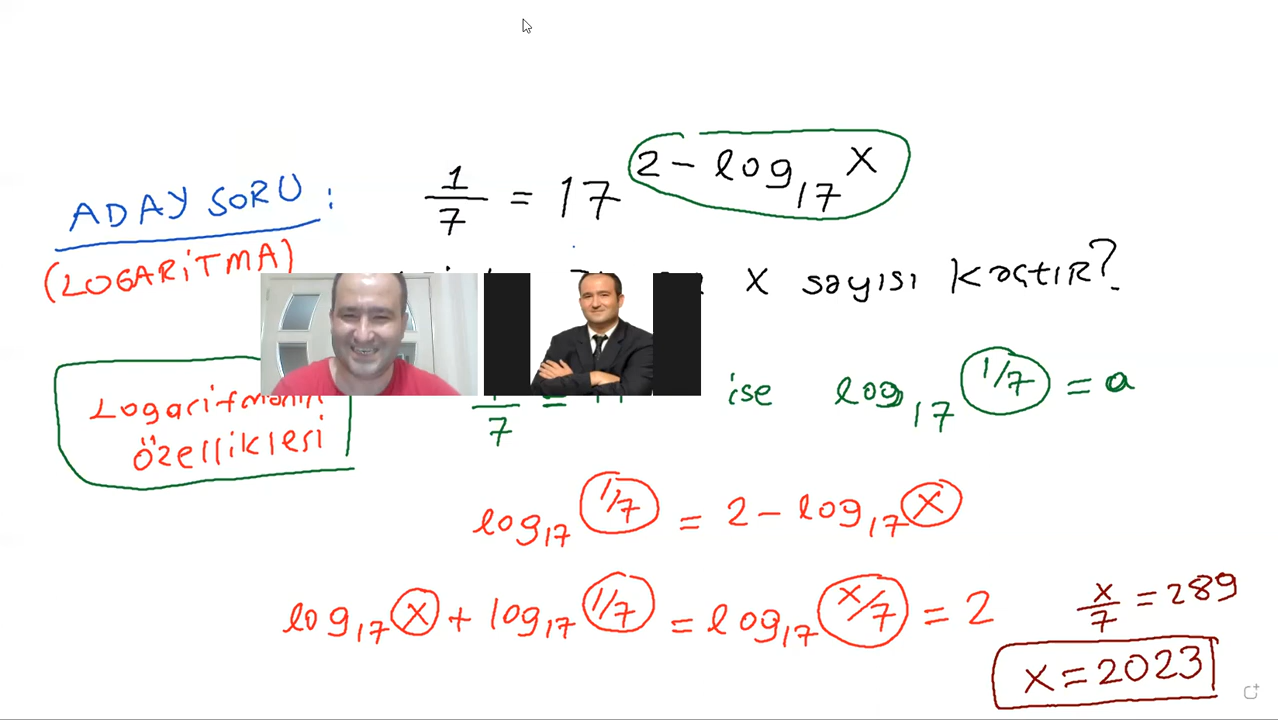 1/7 = 17^(2 - log₁₇ x)
ADAY SORU :
(LOGARİTMA)
x sayısı Kaçtır?
ise log₁₇ (1/7) = a
1/7 =
Logaritmanın
özellikleri
log₁₇ (1/7) = 2 - log₁₇ (x)
log₁₇ (x) + log₁₇ (1/7) = log₁₇ (x/7) = 2
x/7 = 289
x = 2023